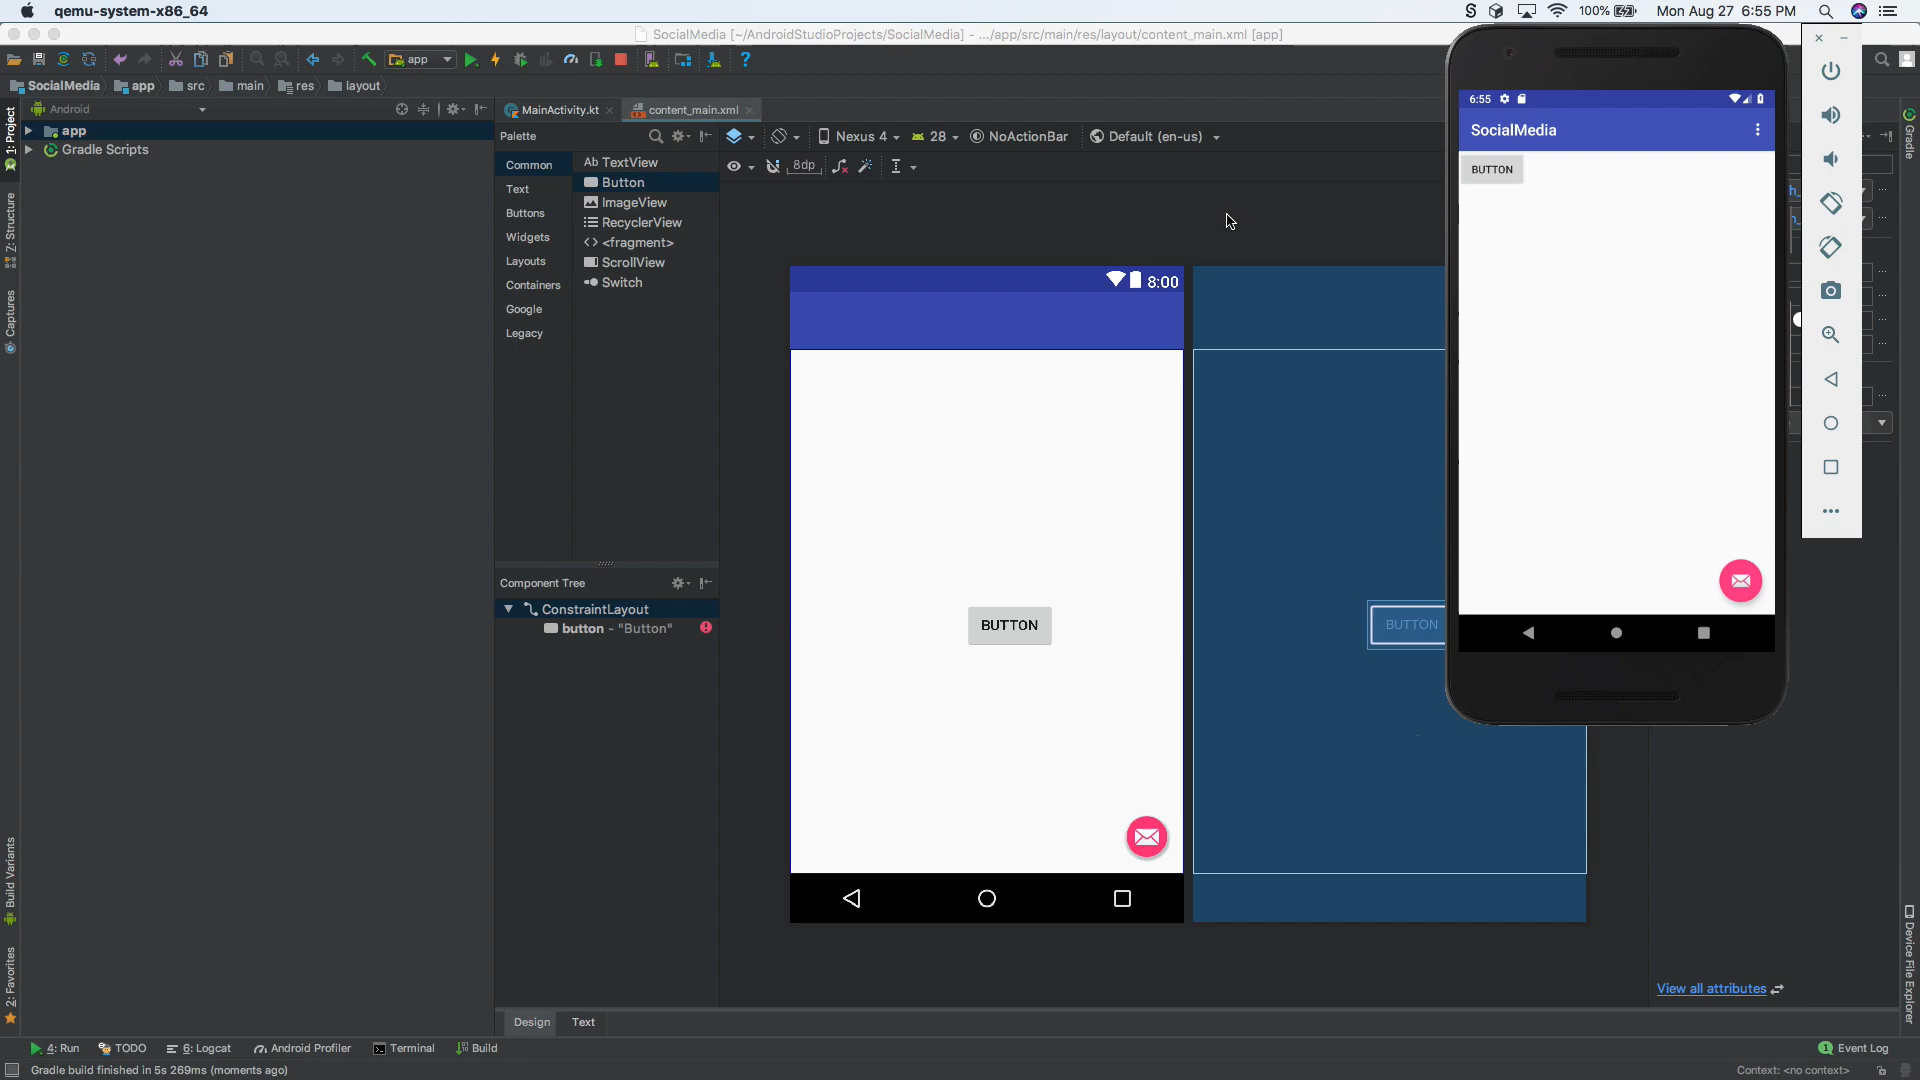 qemu-system-x86_64
100%
Mon Aug 27 6:55 PM
SocialMedia [~/AndroidStudioProjects/SocialMedia] - .../app/src/main/res/layout/content_main.xml [app]
app
SocialMedia
app
src
main
res
layout
Android
MainActivity.kt
content_main.xml
1: Project
app
Gradle Scripts
Palette
Nexus 4
28
NoActionBar
Default (en-us)
8dp
Common
Text
Buttons
Widgets
Layouts
Containers
Google
Legacy
Ab TextView
Button
ImageView
RecyclerView
<fragment>
ScrollView
Switch
Z: Structure
Captures
Component Tree
ConstraintLayout
button - "Button"
8:00
BUTTON
BUTTON
6:55
SocialMedia
BUTTON
Gradle
Build Variants
2: Favorites
Device File Explorer
View all attributes
Design
Text
4: Run
TODO
6: Logcat
Android Profiler
Terminal
Build
1
Event Log
Gradle build finished in 5s 269ms (moments ago)
Context: <no context>